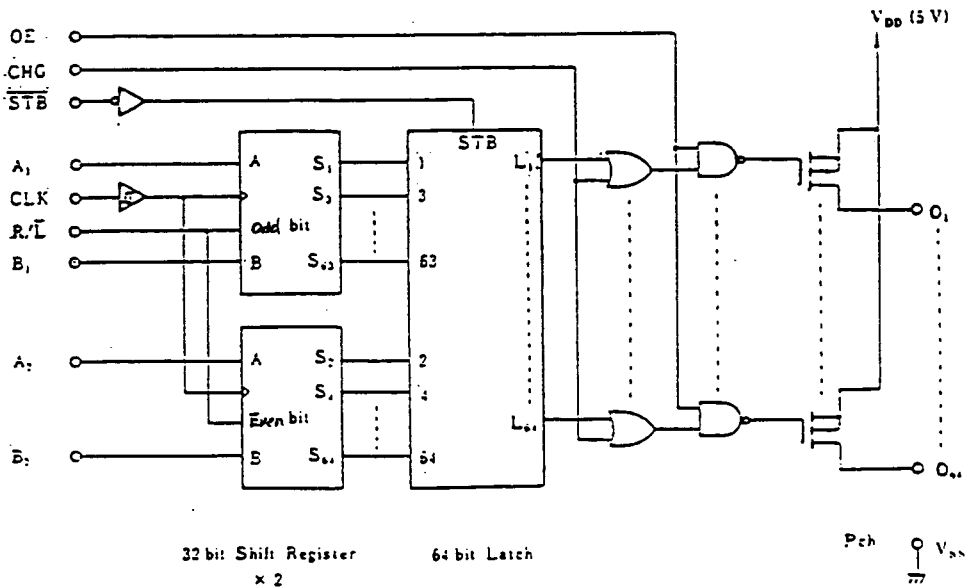 OE
CHG
STB
A₁
CLK
R/L̅
B₁
A₂
B₂
A
S₁
S₃
Odd bit
B
S₆₃
A
S₂
S₄
Even bit
B
S₆₄
STB
1
3
63
2
4
64
L₁
L₆₄
V_DD (5 V)
O₁
O₆₄
32 bit Shift Register
× 2
64 bit Latch
Pch